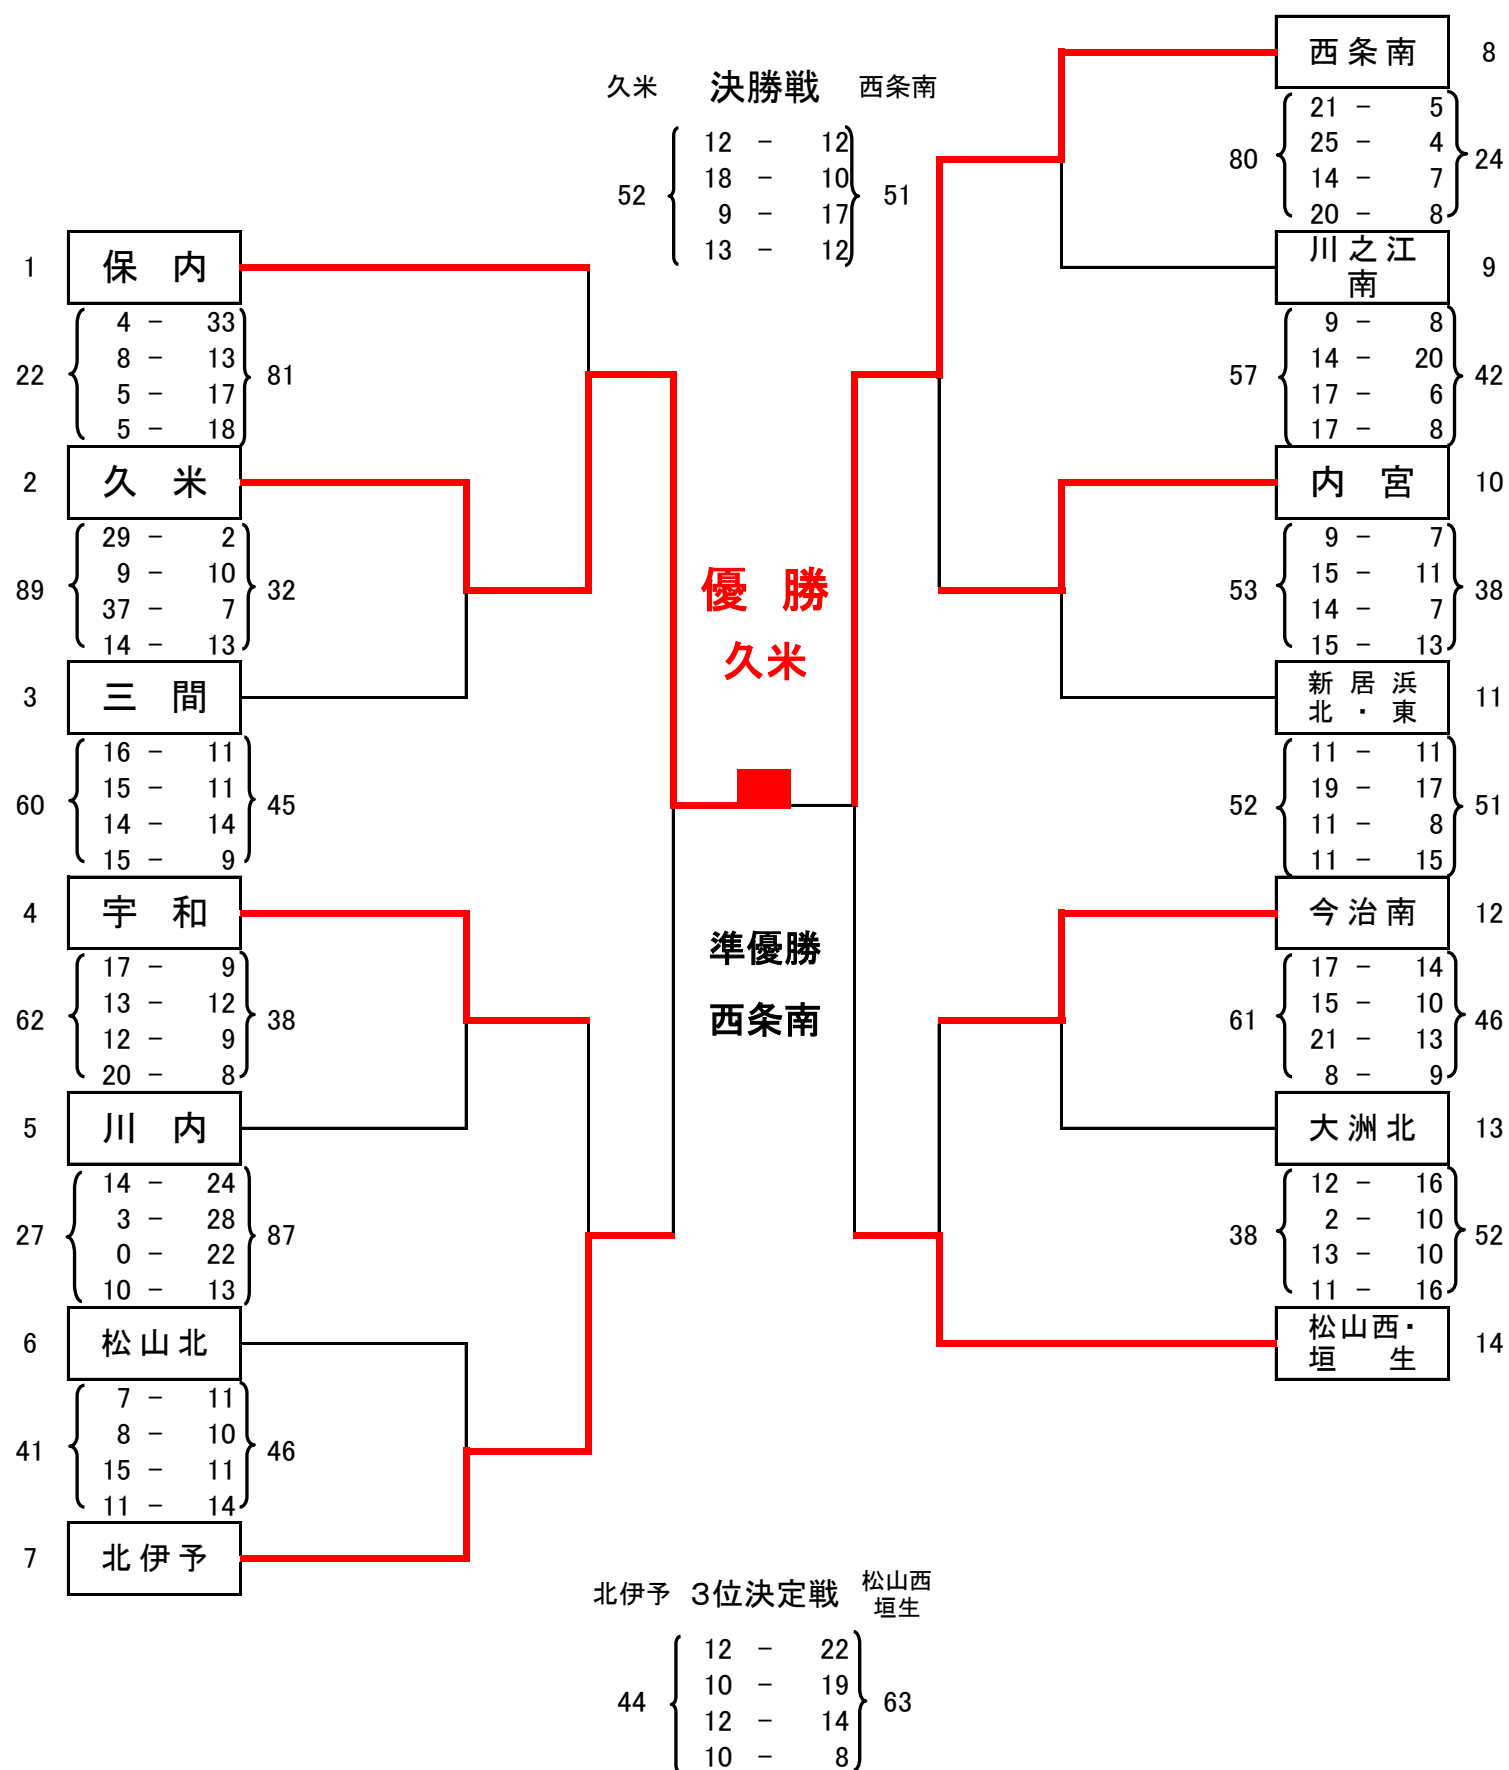 久米 決勝戦 西条南
52 51
12 - 12
18 - 10
9 - 17
13 - 12
1 保内
22 81
4 - 33
8 - 13
5 - 17
5 - 18
2 久米
89 32
29 - 2
9 - 10
37 - 7
14 - 13
3 三間
60 45
16 - 11
15 - 11
14 - 14
15 - 9
4 宇和
62 38
17 - 9
13 - 12
12 - 9
20 - 8
5 川内
27 87
14 - 24
3 - 28
0 - 22
10 - 13
6 松山北
41 46
7 - 11
8 - 10
15 - 11
11 - 14
7 北伊予
優勝
久米
準優勝
西条南
西条南 8
80 24
21 - 5
25 - 4
14 - 7
20 - 8
川之江
南
9
57 42
9 - 8
14 - 20
17 - 6
17 - 8
内宮 10
53 38
9 - 7
15 - 11
14 - 7
15 - 13
新居浜
北・東
11
52 51
11 - 11
19 - 17
11 - 8
11 - 15
今治南 12
61 46
17 - 14
15 - 10
21 - 13
8 - 9
大洲北 13
38 52
12 - 16
2 - 10
13 - 10
11 - 16
松山西・
垣生
14
北伊予 3位決定戦 松山西
垣生
44 63
12 - 22
10 - 19
12 - 14
10 - 8